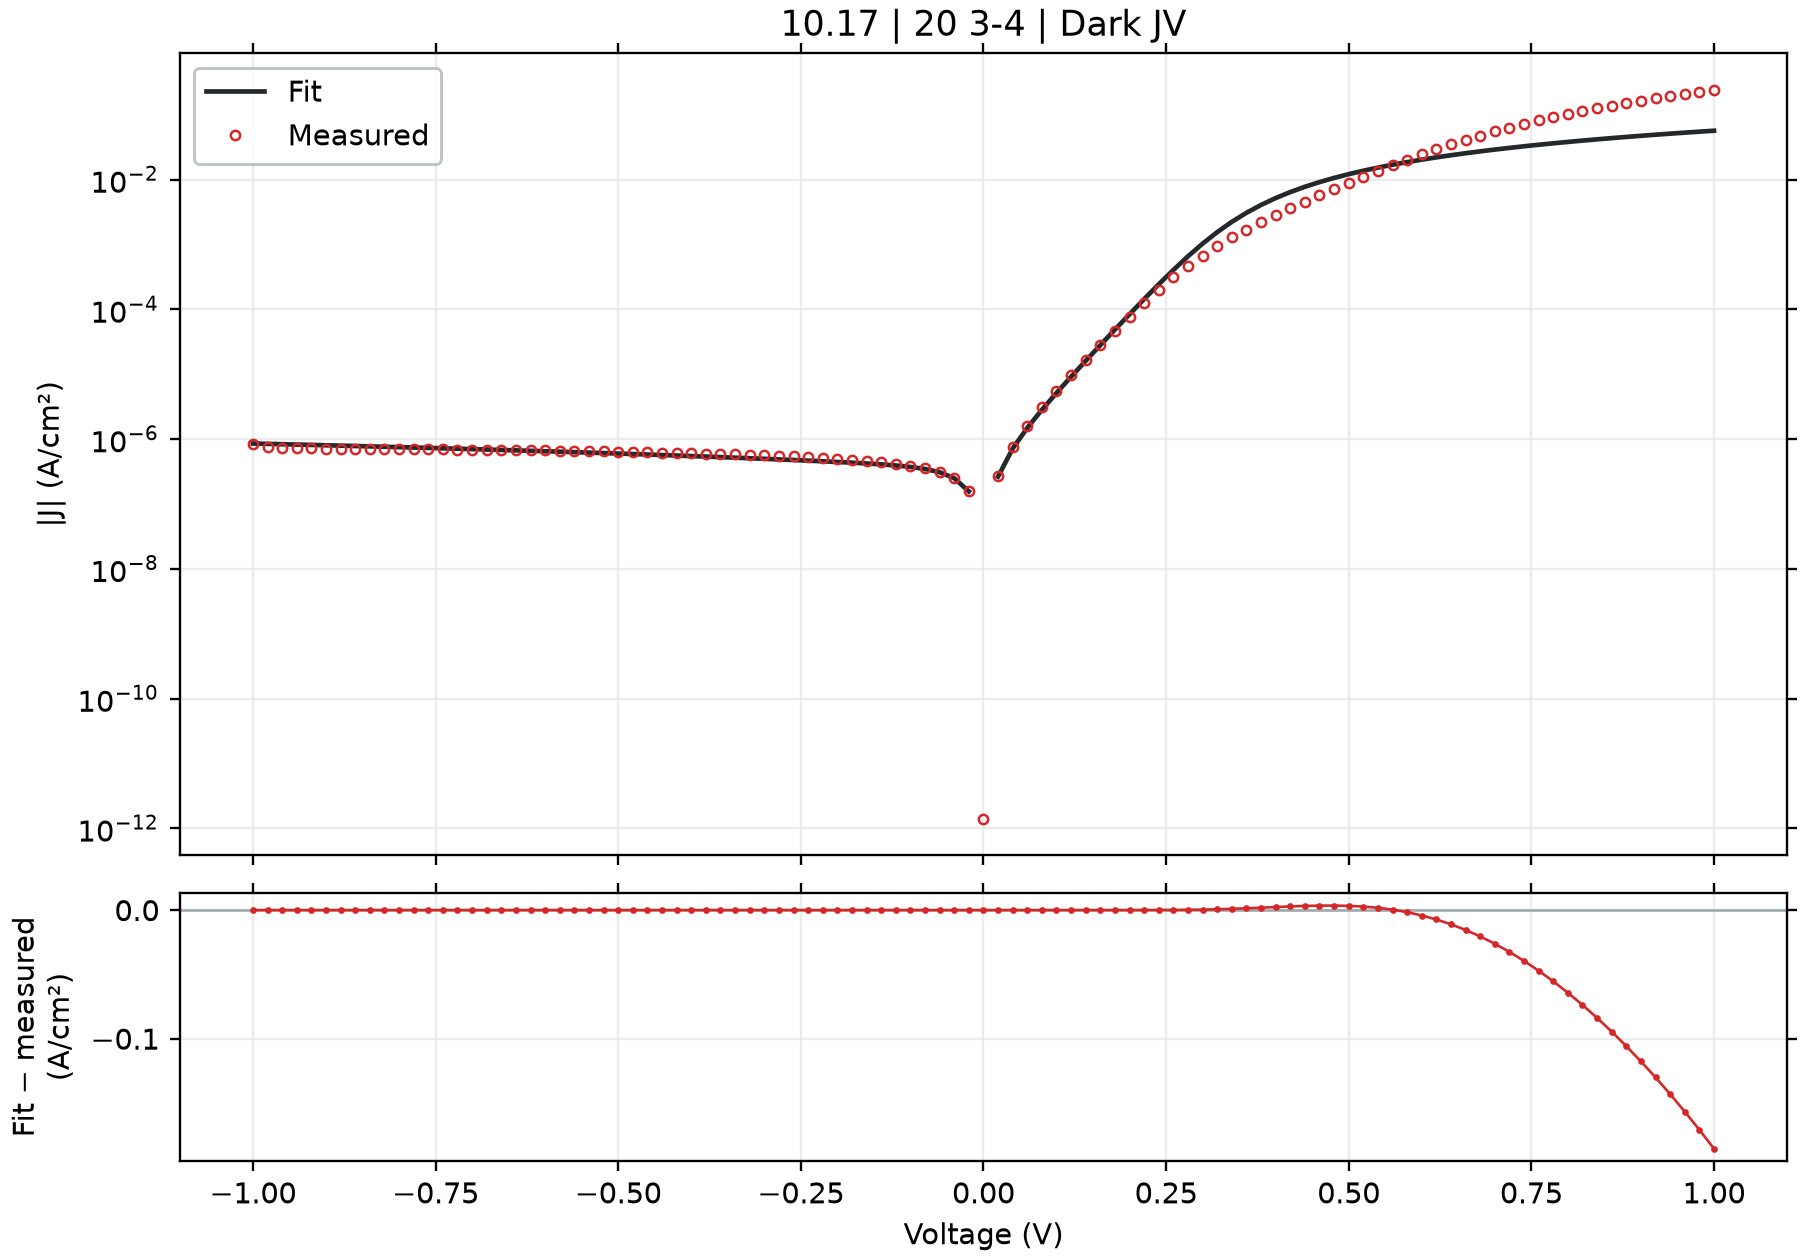 10.17 | 20 3-4 | Dark JV
Fit
Measured
|J| (A/cm²)
10⁻²
10⁻⁴
10⁻⁶
10⁻⁸
10⁻¹⁰
10⁻¹²
Fit − measured
(A/cm²)
0.0
−0.1
−1.00 −0.75 −0.50 −0.25 0.00 0.25 0.50 0.75 1.00
Voltage (V)